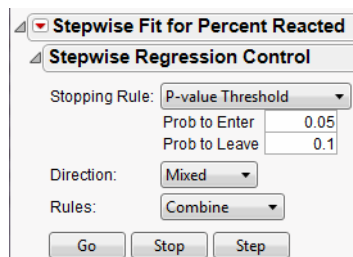 Stepwise Fit for Percent Reacted
Stepwise Regression Control
Stopping Rule: P-value Threshold
Prob to Enter 0.05
Prob to Leave 0.1
Direction: Mixed
Rules: Combine
Go Stop Step